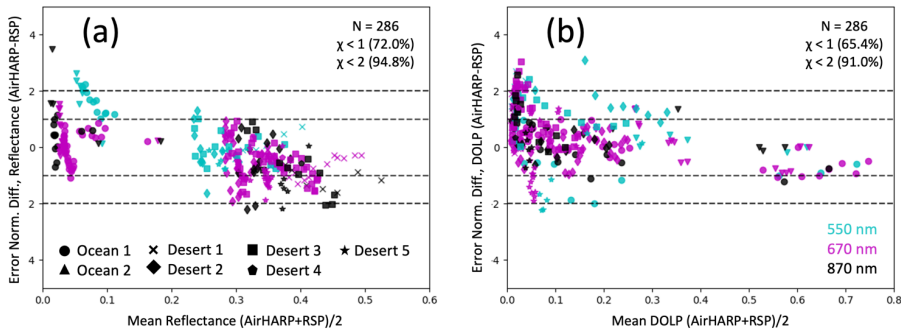 (a)
N = 286
χ < 1 (72.0%)
χ < 2 (94.8%)
Error Norm. Diff., Reflectance (AirHARP-RSP)
4
2
0
2
4
Ocean 1
Desert 1
Desert 3
Desert 5
Ocean 2
Desert 2
Desert 4
0.0
0.1
0.2
0.3
0.4
0.5
0.6
Mean Reflectance (AirHARP+RSP)/2
(b)
N = 286
χ < 1 (65.4%)
χ < 2 (91.0%)
Error Norm. Diff., DOLP (AirHARP-RSP)
4
2
0
2
4
550 nm
670 nm
870 nm
0.0
0.1
0.2
0.3
0.4
0.5
0.6
0.7
0.8
Mean DOLP (AirHARP+RSP)/2